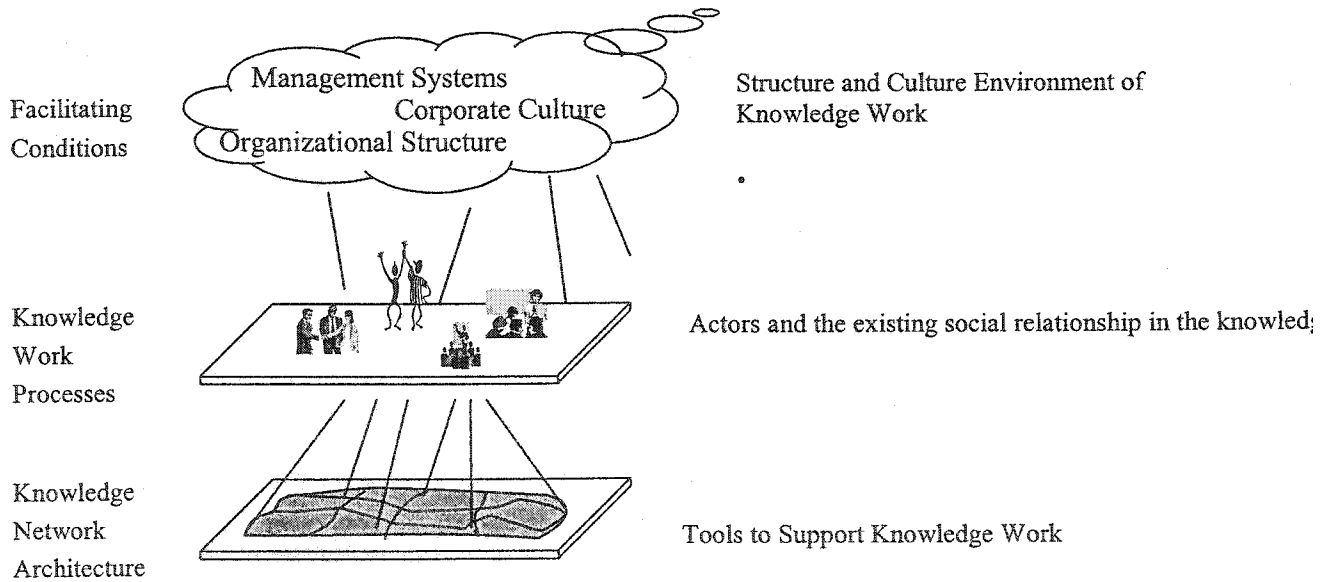 Management Systems
Corporate Culture
Organizational Structure
Facilitating
Conditions
Structure and Culture Environment of
Knowledge Work
Knowledge
Work
Processes
Actors and the existing social relationship in the
Knowledge
Network
Architecture
Tools to Support Knowledge Work